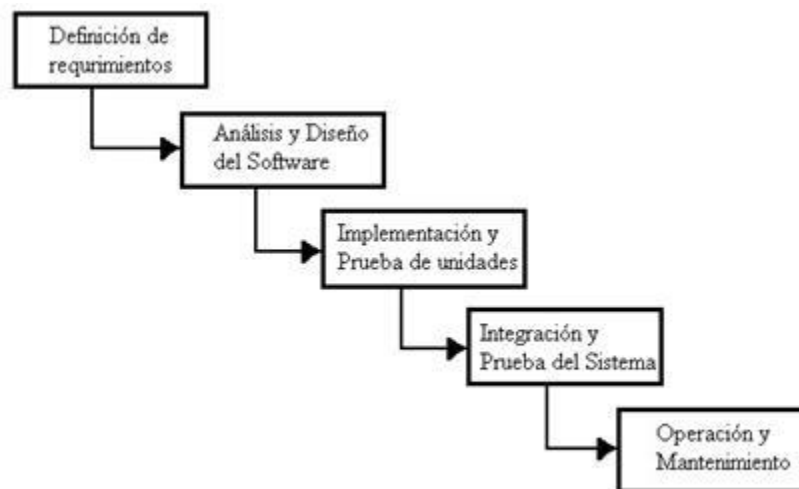 Definición de
requrimientos
Análisis y Diseño
del Software
Implementación y
Prueba de unidades
Integración y
Prueba del Sistema
Operación y
Mantenimiento